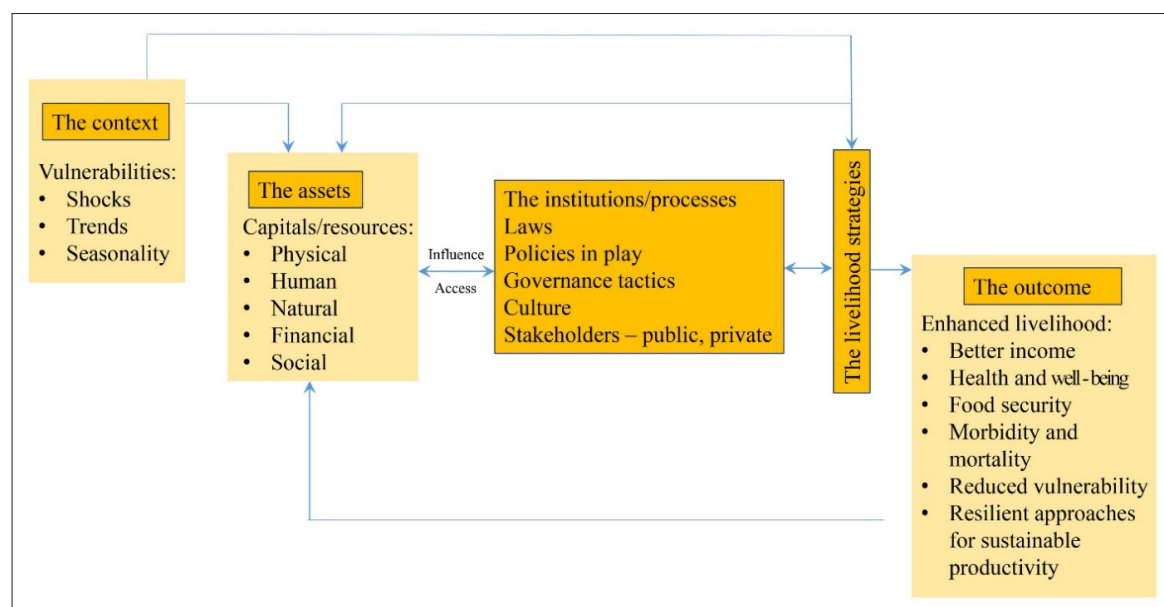 The context
Vulnerabilities:
• Shocks
• Trends
• Seasonality
The assets
Capitals/resources:
• Physical
• Human
• Natural
• Financial
• Social
Influence
Access
The institutions/processes
Laws
Policies in play
Governance tactics
Culture
Stakeholders – public, private
The livelihood strategies
The outcome
Enhanced livelihood:
• Better income
• Health and well-being
• Food security
• Morbidity and
mortality
• Reduced vulnerability
• Resilient approaches
for sustainable
productivity